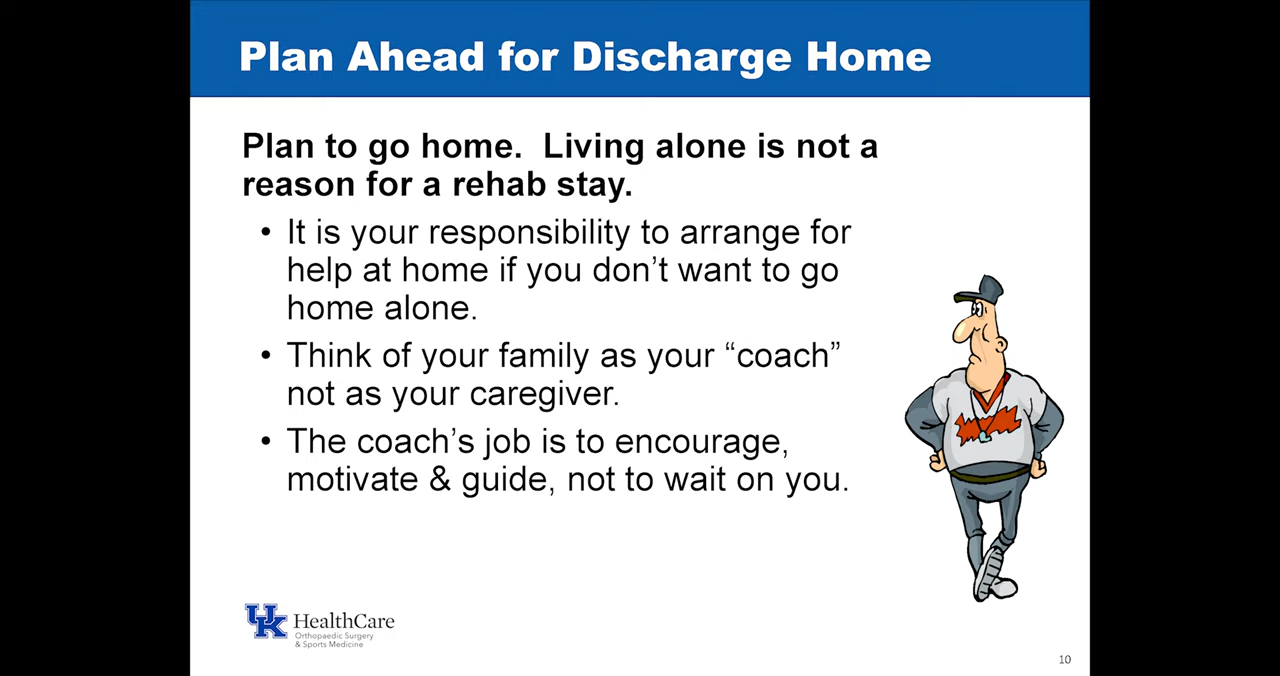 Plan Ahead for Discharge Home
Plan to go home.  Living alone is not a
reason for a rehab stay.
• It is your responsibility to arrange for
help at home if you don’t want to go
home alone.
• Think of your family as your “coach”
not as your caregiver.
• The coach’s job is to encourage,
motivate & guide, not to wait on you.
UK HealthCare
Orthopaedic Surgery
& Sports Medicine
10